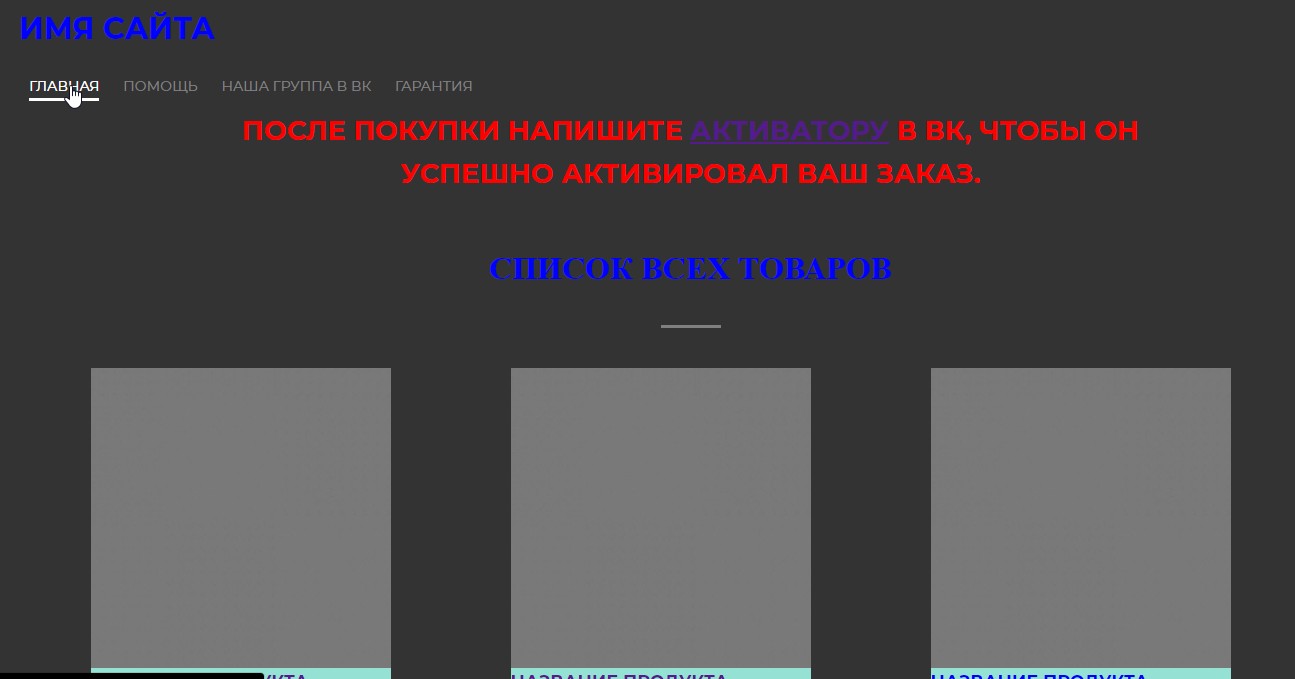 ИМЯ САЙТА
ГЛАВНАЯ ПОМОЩЬ НАША ГРУППА В ВК ГАРАНТИЯ
ПОСЛЕ ПОКУПКИ НАПИШИТЕ АКТИВАТОРУ В ВК, ЧТОБЫ ОН
УСПЕШНО АКТИВИРОВАЛ ВАШ ЗАКАЗ.
СПИСОК ВСЕХ ТОВАРОВ
НАЗВАНИЕ ПРОДУКТА НАЗВАНИЕ ПРОДУКТА